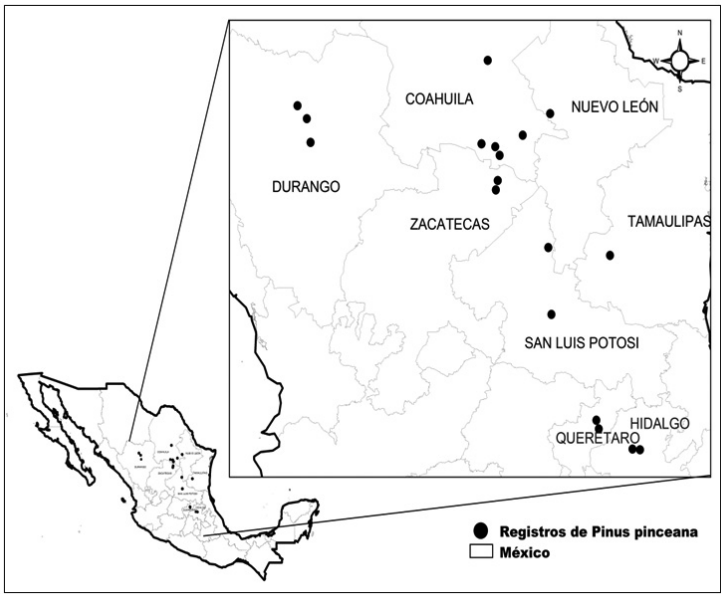 N
W E
S
COAHUILA
NUEVO LEÓN
DURANGO
ZACATECAS
TAMAULIPAS
SAN LUIS POTOSI
HIDALGO
QUERETARO
Registros de Pinus pinceana
México